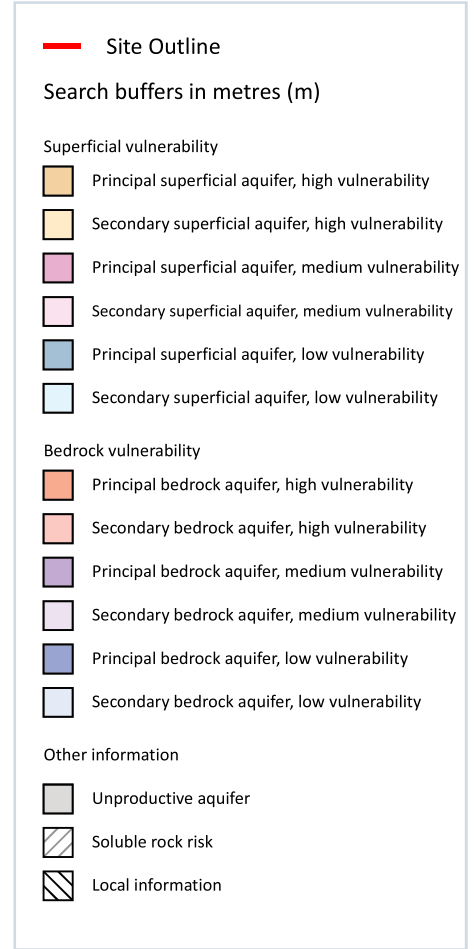 Site Outline
Search buffers in metres (m)
Superficial vulnerability
Principal superficial aquifer, high vulnerability
Secondary superficial aquifer, high vulnerability
Principal superficial aquifer, medium vulnerability
Secondary superficial aquifer, medium vulnerability
Principal superficial aquifer, low vulnerability
Secondary superficial aquifer, low vulnerability
Bedrock vulnerability
Principal bedrock aquifer, high vulnerability
Secondary bedrock aquifer, high vulnerability
Principal bedrock aquifer, medium vulnerability
Secondary bedrock aquifer, medium vulnerability
Principal bedrock aquifer, low vulnerability
Secondary bedrock aquifer, low vulnerability
Other information
Unproductive aquifer
Soluble rock risk
Local information